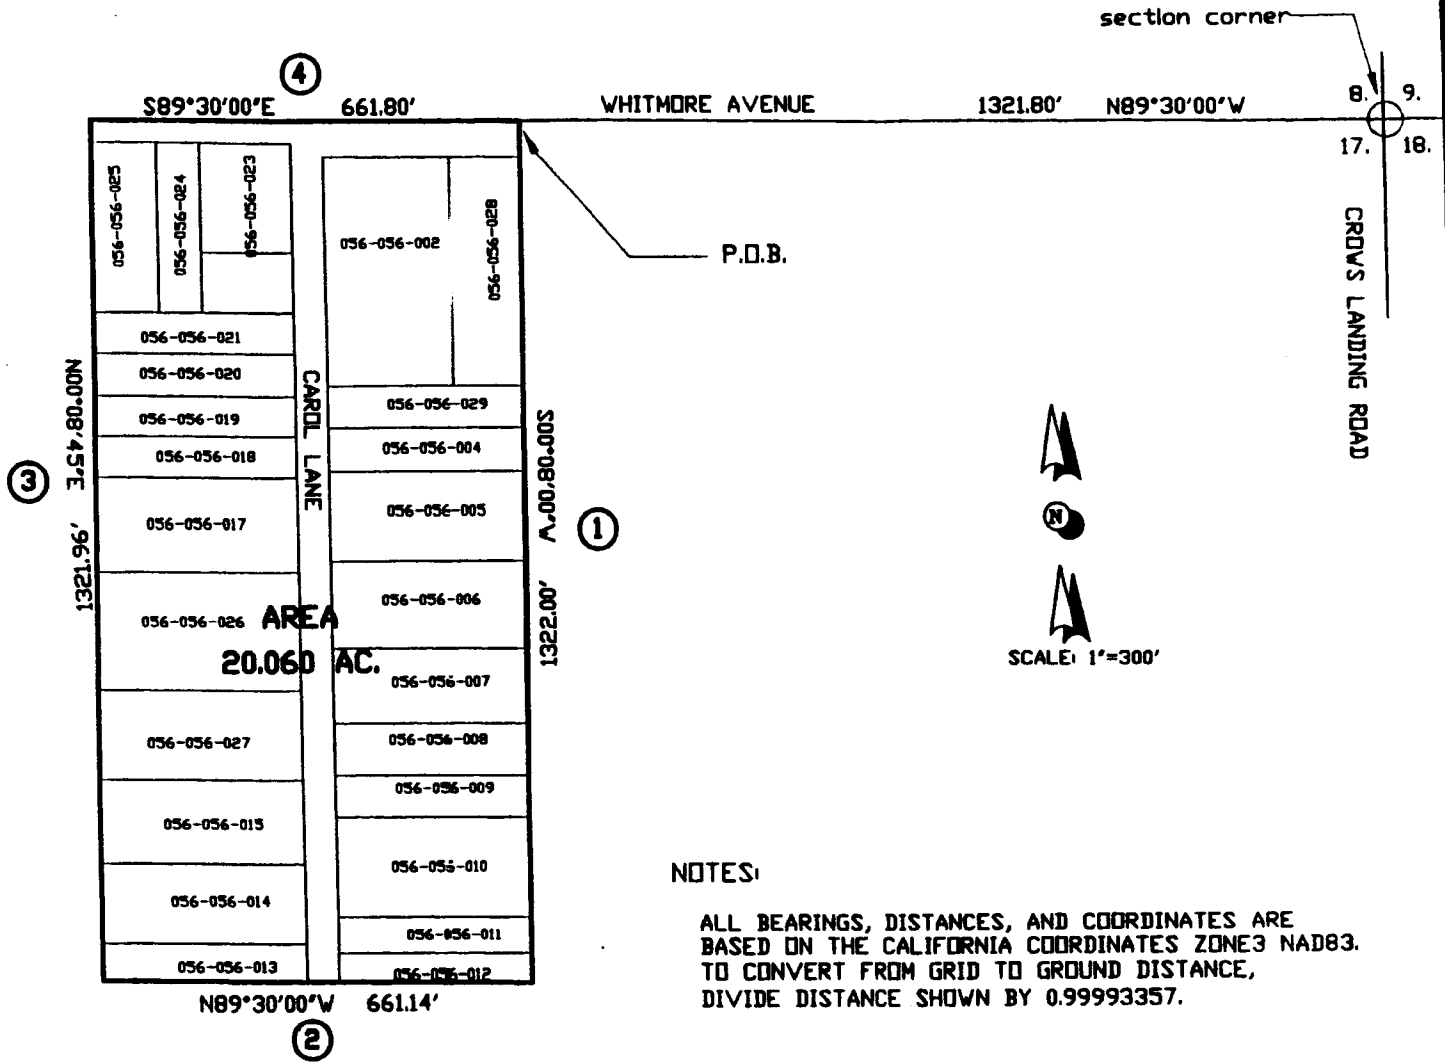 section corner
4
S89°30'00"E 661.80' WHITMORE AVENUE 1321.80' N89°30'00"W
8. 9.
17. 18.
056-056-025
056-056-024
056-056-023
056-056-002
056-056-028
P.O.B.
CROWS LANDING ROAD
056-056-021
056-056-020
056-056-019
056-056-018
056-056-017
056-056-026
056-056-027
056-056-015
056-056-014
056-056-013
CAROL LANE
056-056-029
056-056-004
056-056-005
056-056-006
056-056-007
056-056-008
056-056-009
056-056-010
056-056-011
056-056-012
AREA
20.060 AC.
N00°08'45"E 1321.96'
3
S00°08'00"W 1322.00'
1
N
SCALE: 1"=300'
N89°30'00"W 661.14'
2
NOTES:
ALL BEARINGS, DISTANCES, AND COORDINATES ARE
BASED ON THE CALIFORNIA COORDINATES ZONE3 NAD83.
TO CONVERT FROM GRID TO GROUND DISTANCE,
DIVIDE DISTANCE SHOWN BY 0.99993357.